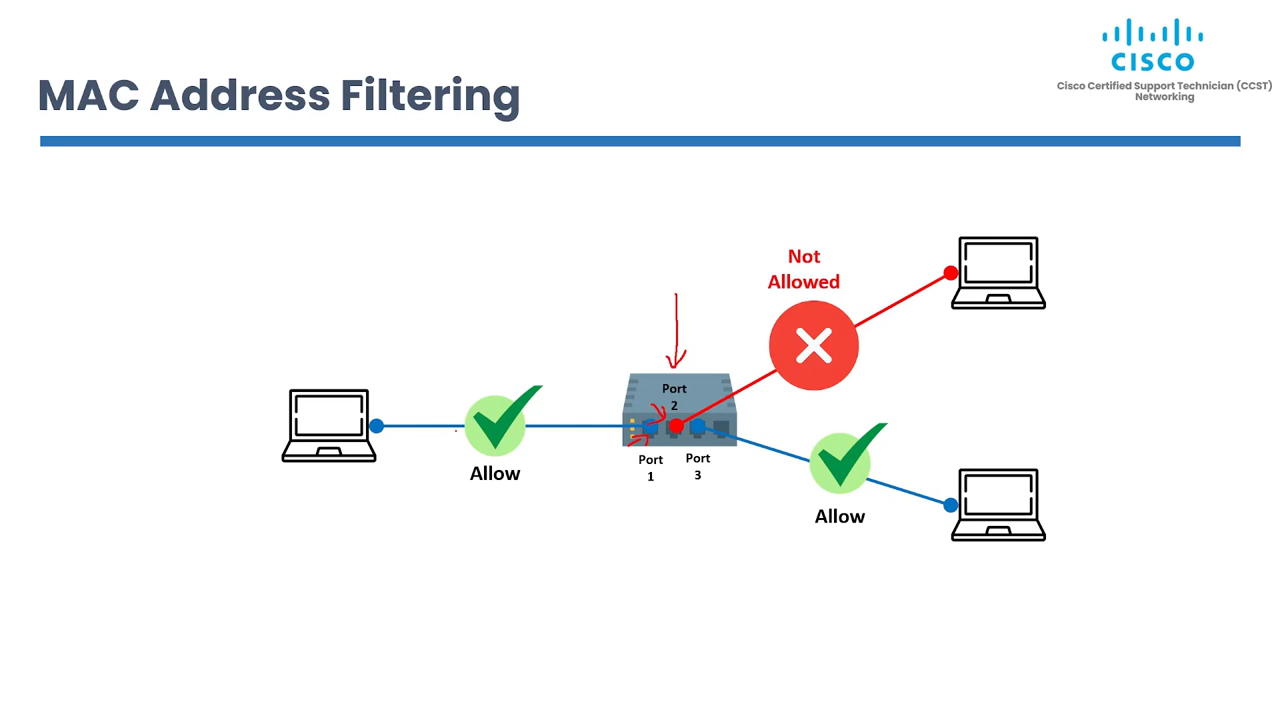 CISCO
Cisco Certified Support Technician (CCST)
Networking
MAC Address Filtering
Not
Allowed
Port
2
Allow
Port
1
Port
3
Allow